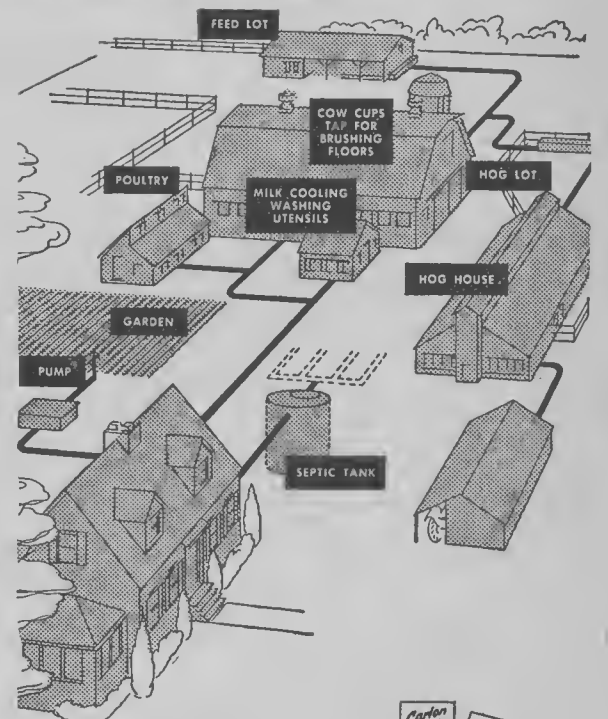 FEED LOT
COW CUPS
TAP FOR
BRUSHING
FLOORS
POULTRY
MILK COOLING
WASHING
UTENSILS
HOG LOT
HOG HOUSE
GARDEN
PUMP
SEPTIC TANK
Carlon